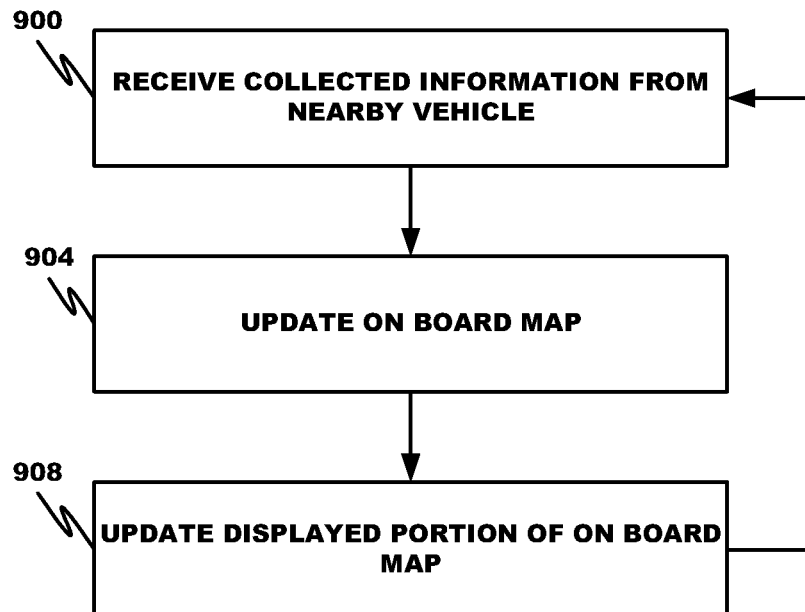 900
RECEIVE COLLECTED INFORMATION FROM
NEARBY VEHICLE
904
UPDATE ON BOARD MAP
908
UPDATE DISPLAYED PORTION OF ON BOARD
MAP